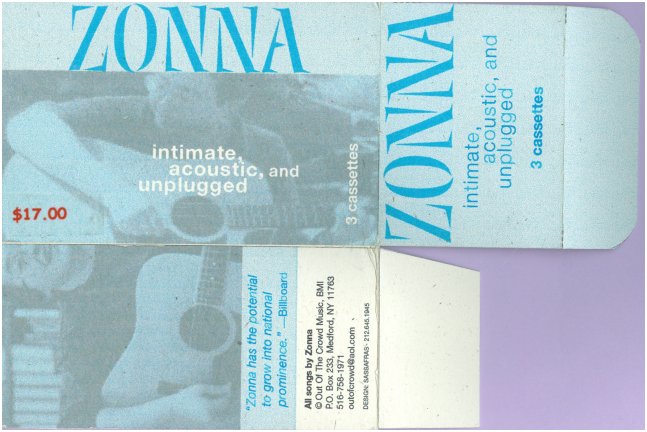 ZONNA
intimate,
acoustic, and
unplugged
3 cassettes
$17.00
ZONNA
intimate,
acoustic, and
unplugged
3 cassettes
"Zonna has the potential
to grow into national
prominence." —Billboard
All songs by Zonna
© Out Of The Crowd Music, BMI
P.O. Box 233, Medford, NY 11763
516-756-1971
outofcrowd@aol.com
DESIGN: SASSAFRAS - 212.645.1945